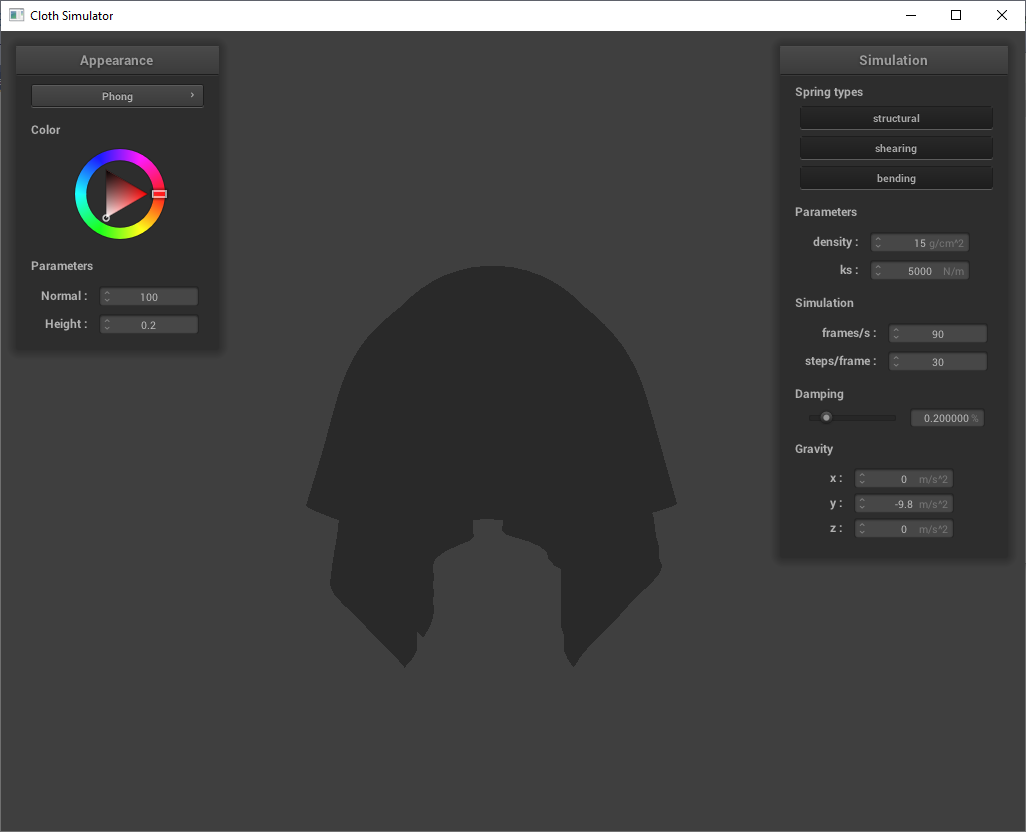 Cloth Simulator
Appearance
Phong
Color
Parameters
Normal : 100
Height : 0.2
Simulation
Spring types
structural
shearing
bending
Parameters
density : 15 g/cm^2
ks : 5000 N/m
Simulation
frames/s : 90
steps/frame : 30
Damping
0.200000 %
Gravity
x : 0 m/s^2
y : -9.8 m/s^2
z : 0 m/s^2